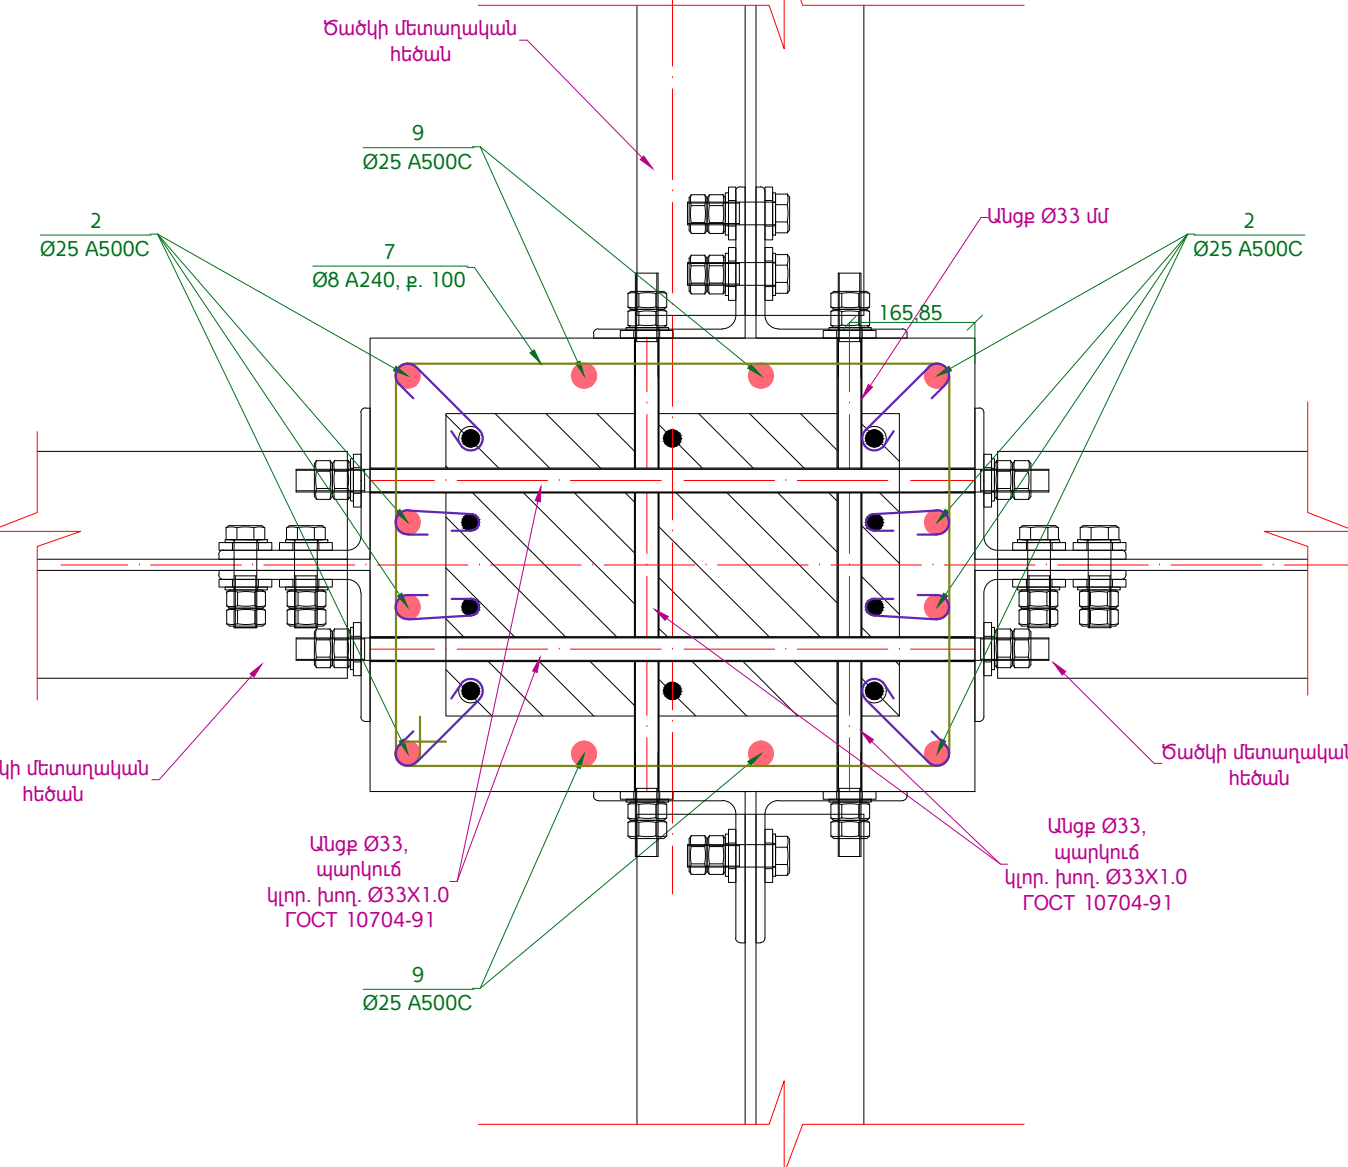 Ծածկի մետաղական
հեծան
9
Ø25 A500C
2
Ø25 A500C
7
Ø8 A240, ք. 100
Անցք Ø33 մմ
2
Ø25 A500C
165,85
կի մետաղական
հեծան
Ծածկի մետաղական
հեծան
Անցք Ø33,
պարկուճ
կլոր. խող. Ø33X1.0
ГОСТ 10704-91
Անցք Ø33,
պարկուճ
կլոր. խող. Ø33X1.0
ГОСТ 10704-91
9
Ø25 A500C